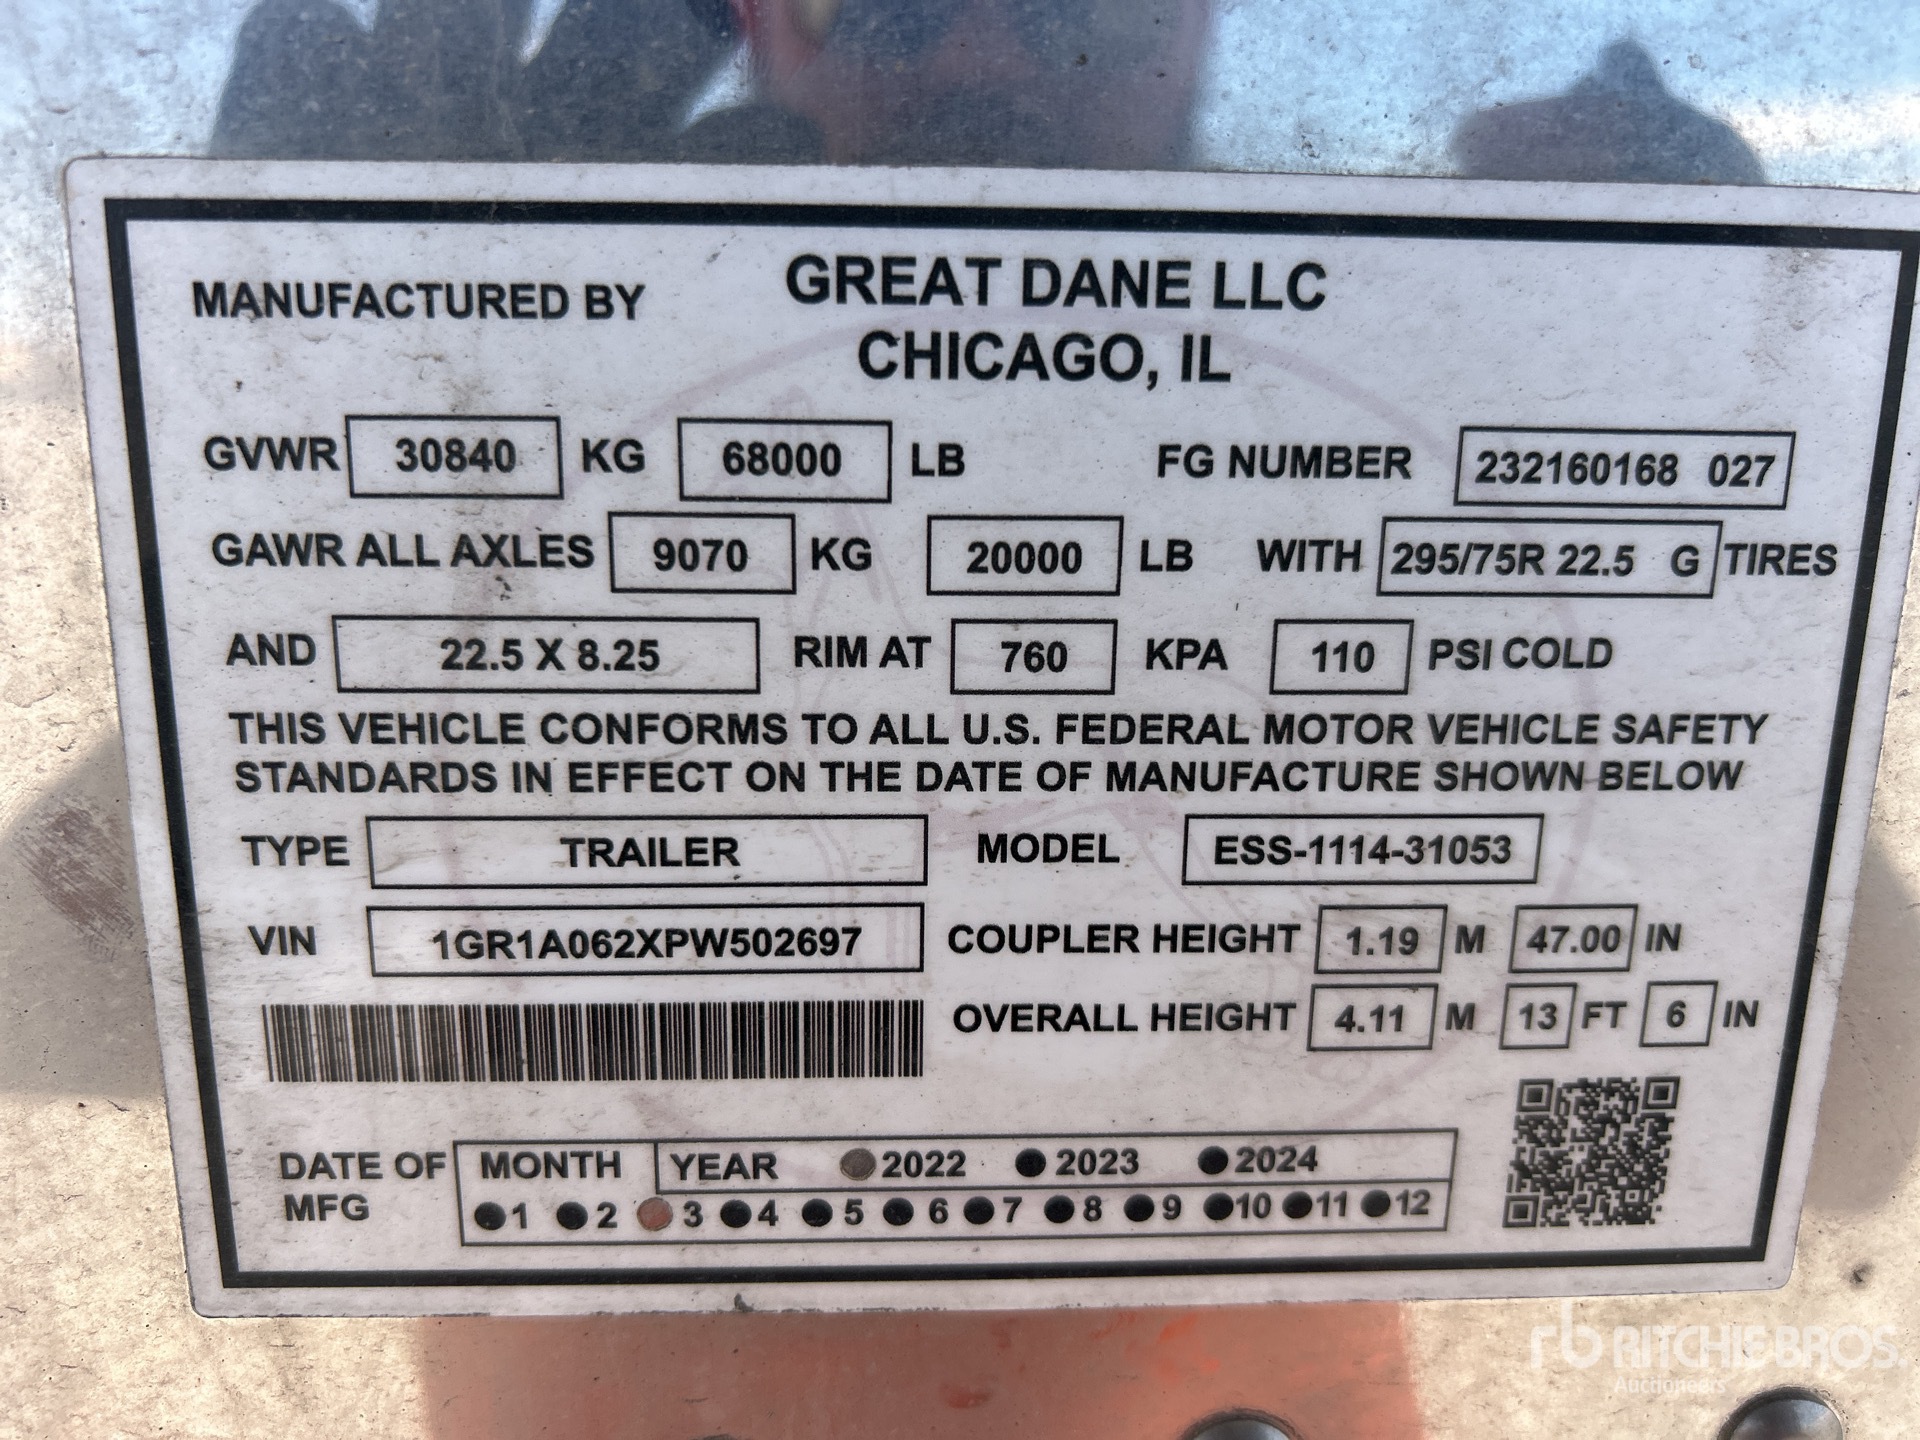 MANUFACTURED BY GREAT DANE LLC
CHICAGO, IL
GVWR 30840 KG 68000 LB FG NUMBER 232160168 027
GAWR ALL AXLES 9070 KG 20000 LB WITH 295/75R 22.5 G TIRES
AND 22.5 X 8.25 RIM AT 760 KPA 110 PSI COLD
THIS VEHICLE CONFORMS TO ALL U.S. FEDERAL MOTOR VEHICLE SAFETY
STANDARDS IN EFFECT ON THE DATE OF MANUFACTURE SHOWN BELOW
TYPE TRAILER MODEL ESS-1114-31053
VIN 1GR1A062XPW502697 COUPLER HEIGHT 1.19 M 47.00 IN
OVERALL HEIGHT 4.11 M 13 FT 6 IN
DATE OF MFG MONTH YEAR 2022 2023 2024
1 2 3 4 5 6 7 8 9 10 11 12
rb RITCHIE BROS.
Auctioneers